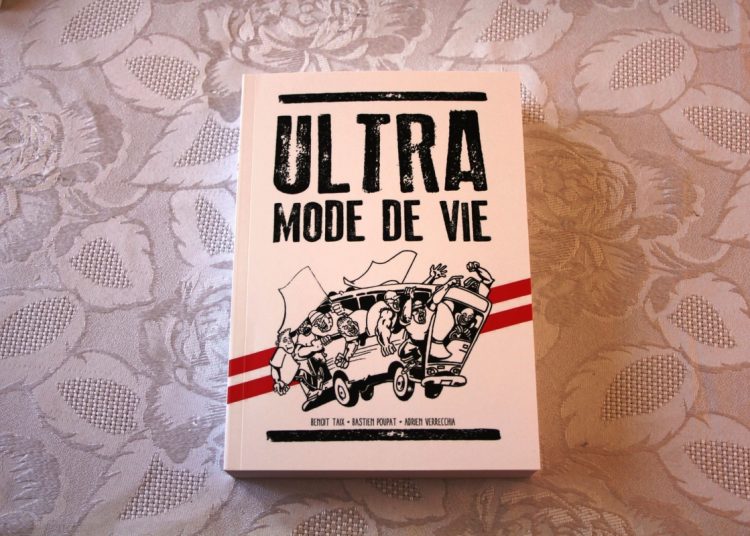 ULTRA
MODE DE VIE
BENOIT TAIX • BASTIEN POUPAT • ADRIEN VERRECCHIA